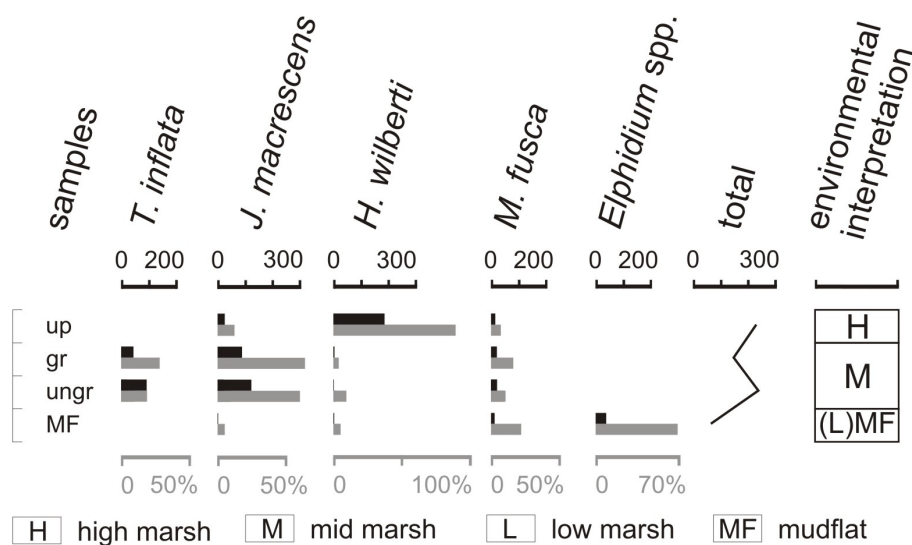 samples
T. inflata
J. macrescens
H. wilberti
M. fusca
Elphidium spp.
total
environmental
interpretation
0 200 0 300 0 300 0 200 0 200 0 300
up
gr
ungr
MF
H
M
(L)MF
0 50% 0 50% 0 100% 0 50% 0 70%
H high marsh M mid marsh L low marsh MF mudflat